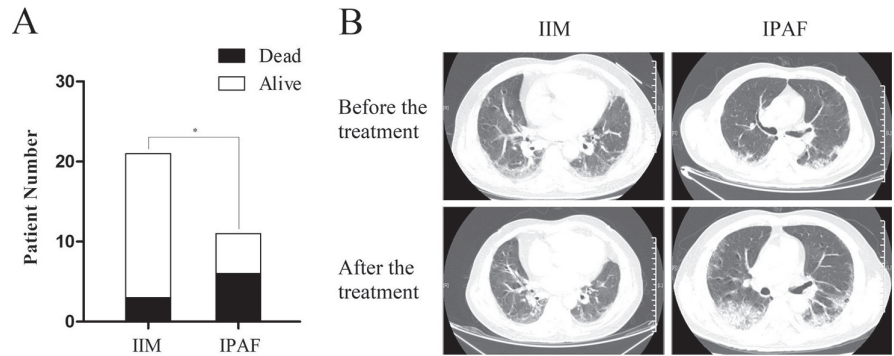 A
B
Dead
Alive
Patient Number
30
20
10
0
*
IIM
IPAF
IIM
IPAF
Before the
treatment
After the
treatment